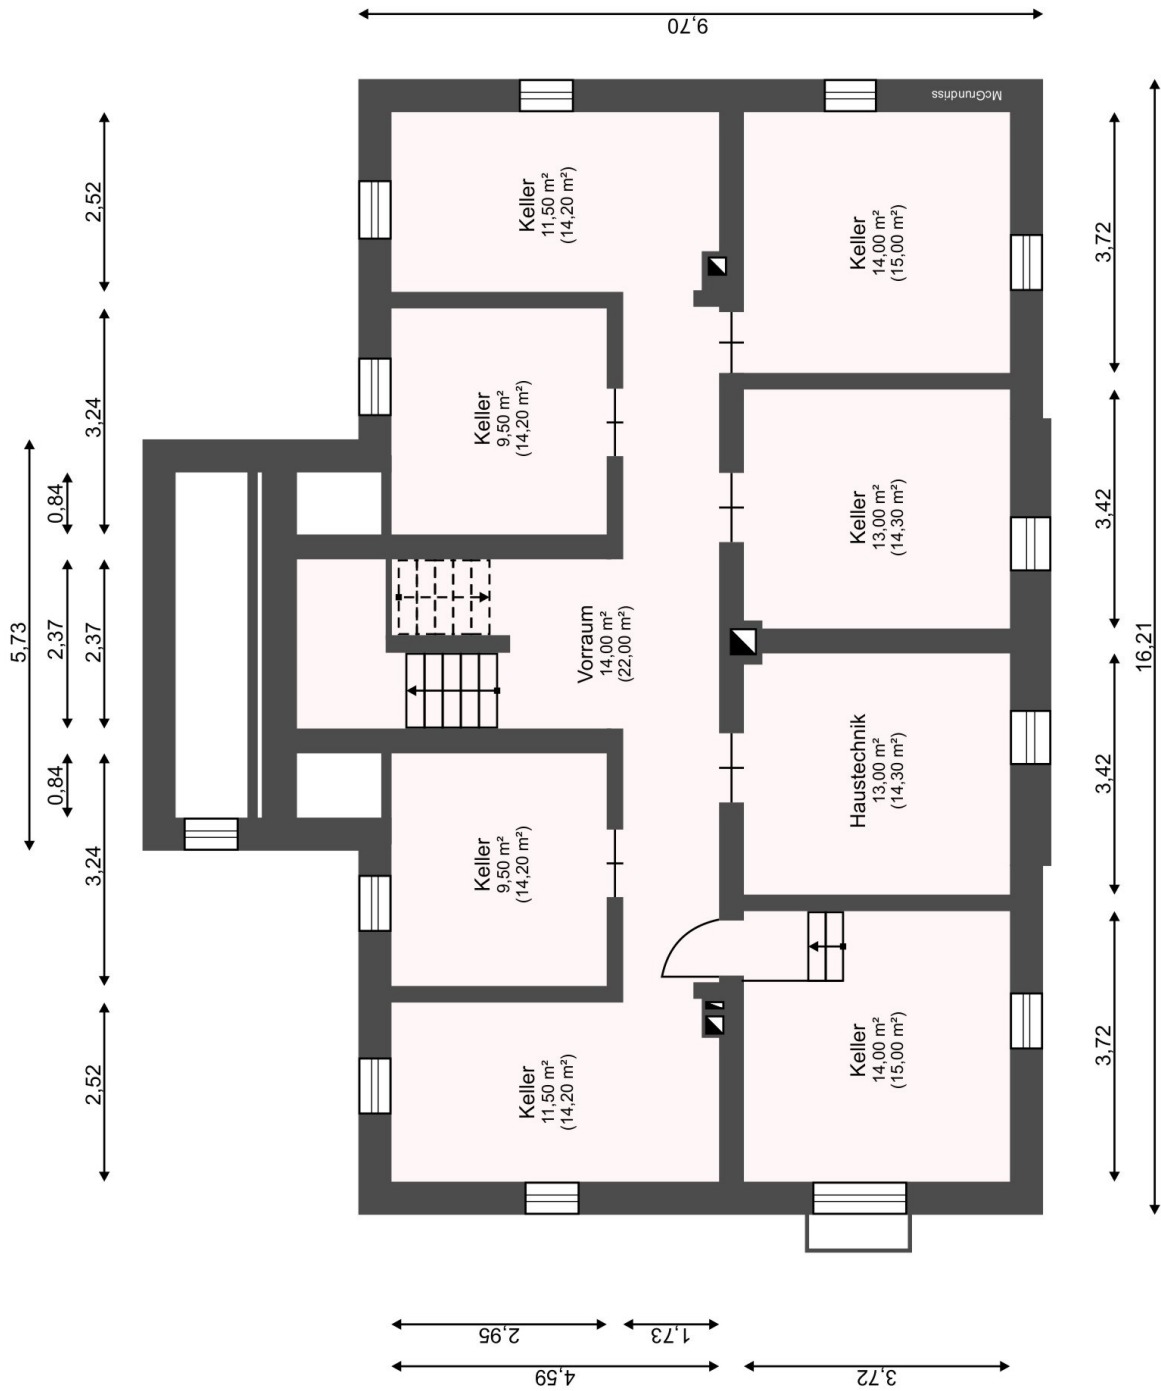 9,70
McGrundriss
2,52
3,24
0,84
5,73
2,37
2,37
0,84
3,24
2,52
Keller
11,50 m²
(14,20 m²)
Keller
14,00 m²
(15,00 m²)
Keller
9,50 m²
(14,20 m²)
Keller
13,00 m²
(14,30 m²)
Vorraum
14,00 m²
(22,00 m²)
Haustechnik
13,00 m²
(14,30 m²)
Keller
9,50 m²
(14,20 m²)
Keller
11,50 m²
(14,20 m²)
Keller
14,00 m²
(15,00 m²)
3,72
3,42
16,21
3,42
3,72
2,95
1,73
4,59
3,72